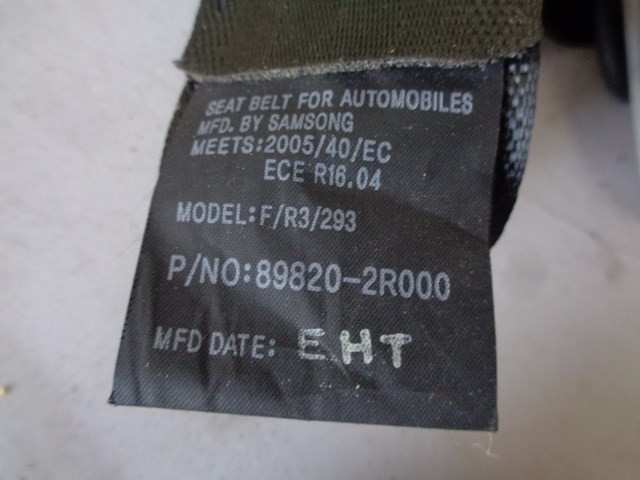 SEAT BELT FOR AUTOMOBILES
MFD. BY SAMSONG
MEETS:2005/40/EC
ECE R16.04
MODEL:F/R3/293
P/NO:89820-2R000
MFD DATE: EHT